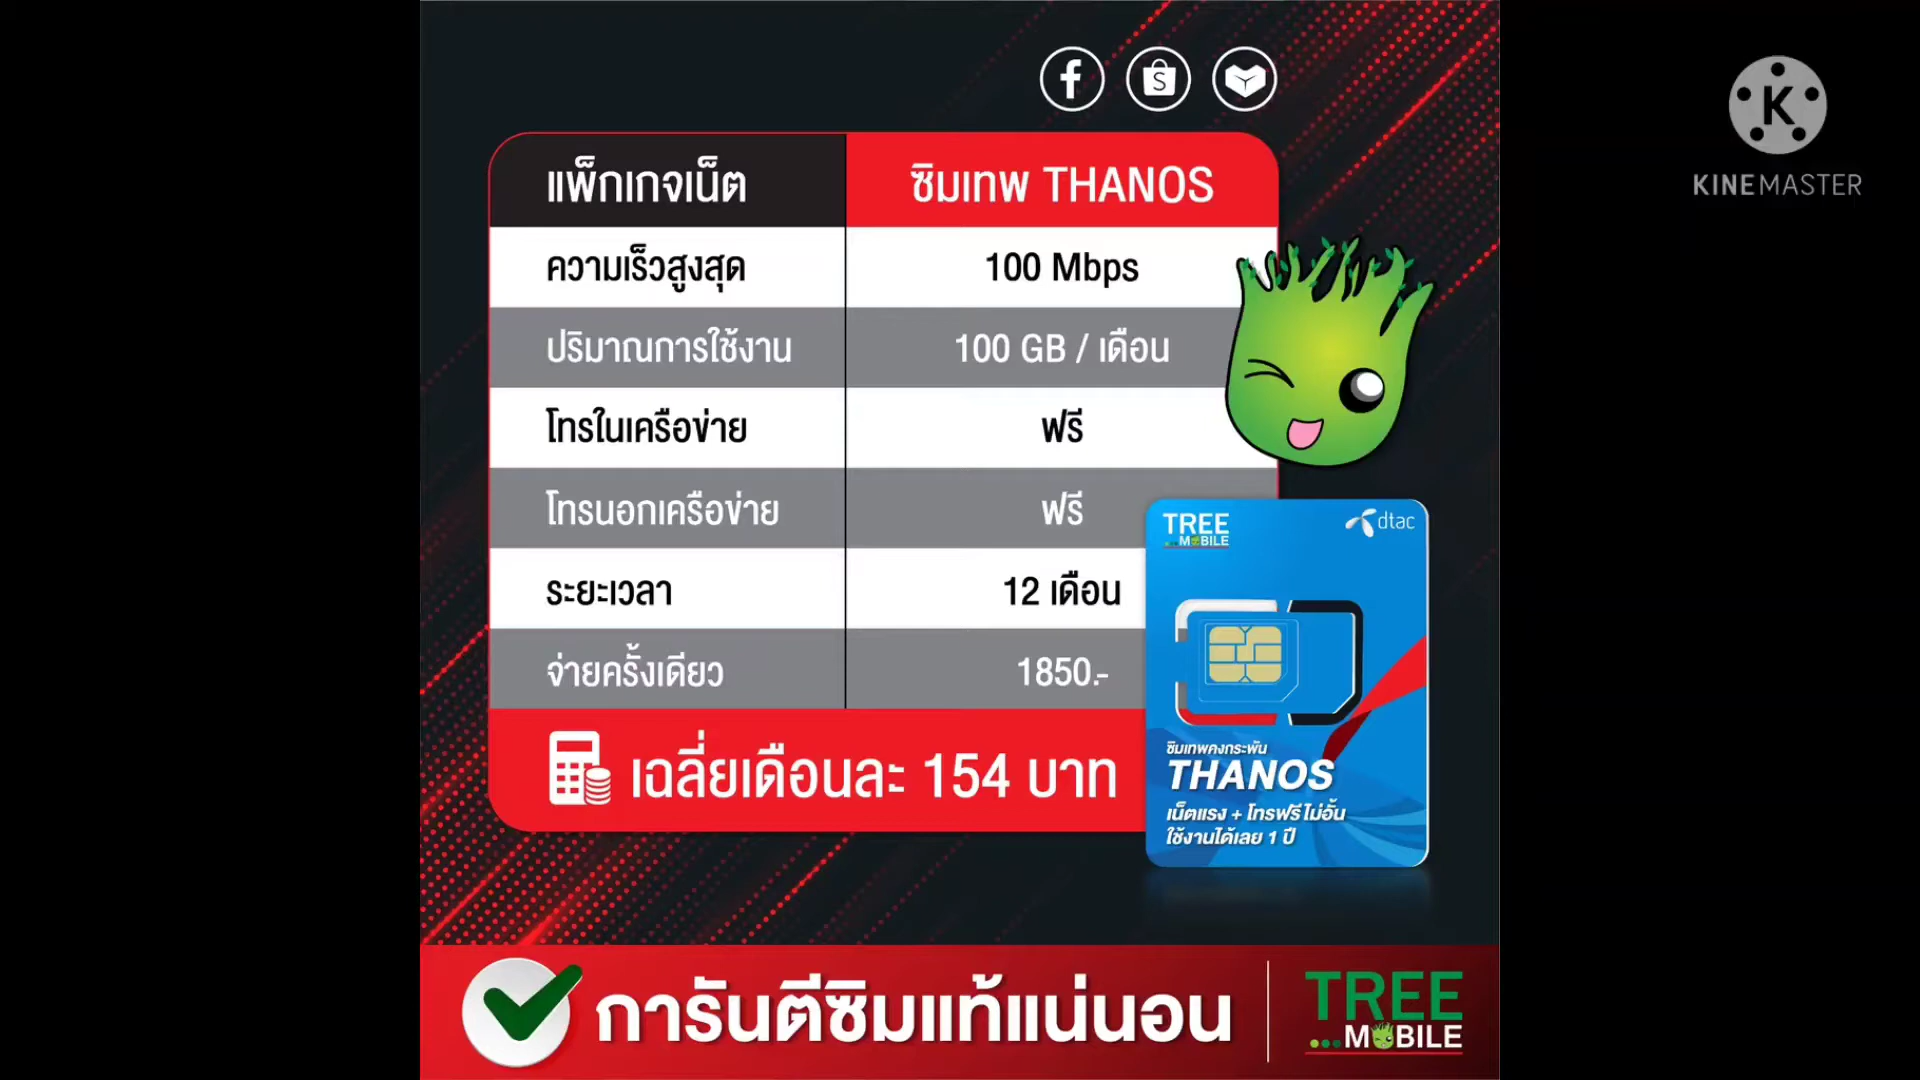 KINEMASTER
แพ็กเกจเน็ต ซิมเทพ THANOS
ความเร็วสูงสุด 100 Mbps
ปริมาณการใช้งาน 100 GB / เดือน
โทรในเครือข่าย ฟรี
โทรนอกเครือข่าย ฟรี
ระยะเวลา 12 เดือน
จ่ายครั้งเดียว 1850.-
เฉลี่ยเดือนละ 154 บาท
TREE
MOBILE
dtac
ซิมเทพคงกระพัน
THANOS
เน็ตแรง + โทรฟรีไม่อั้น
ใช้งานได้เลย 1 ปี
การันตีซิมแท้แน่นอน
TREE
...MOBILE